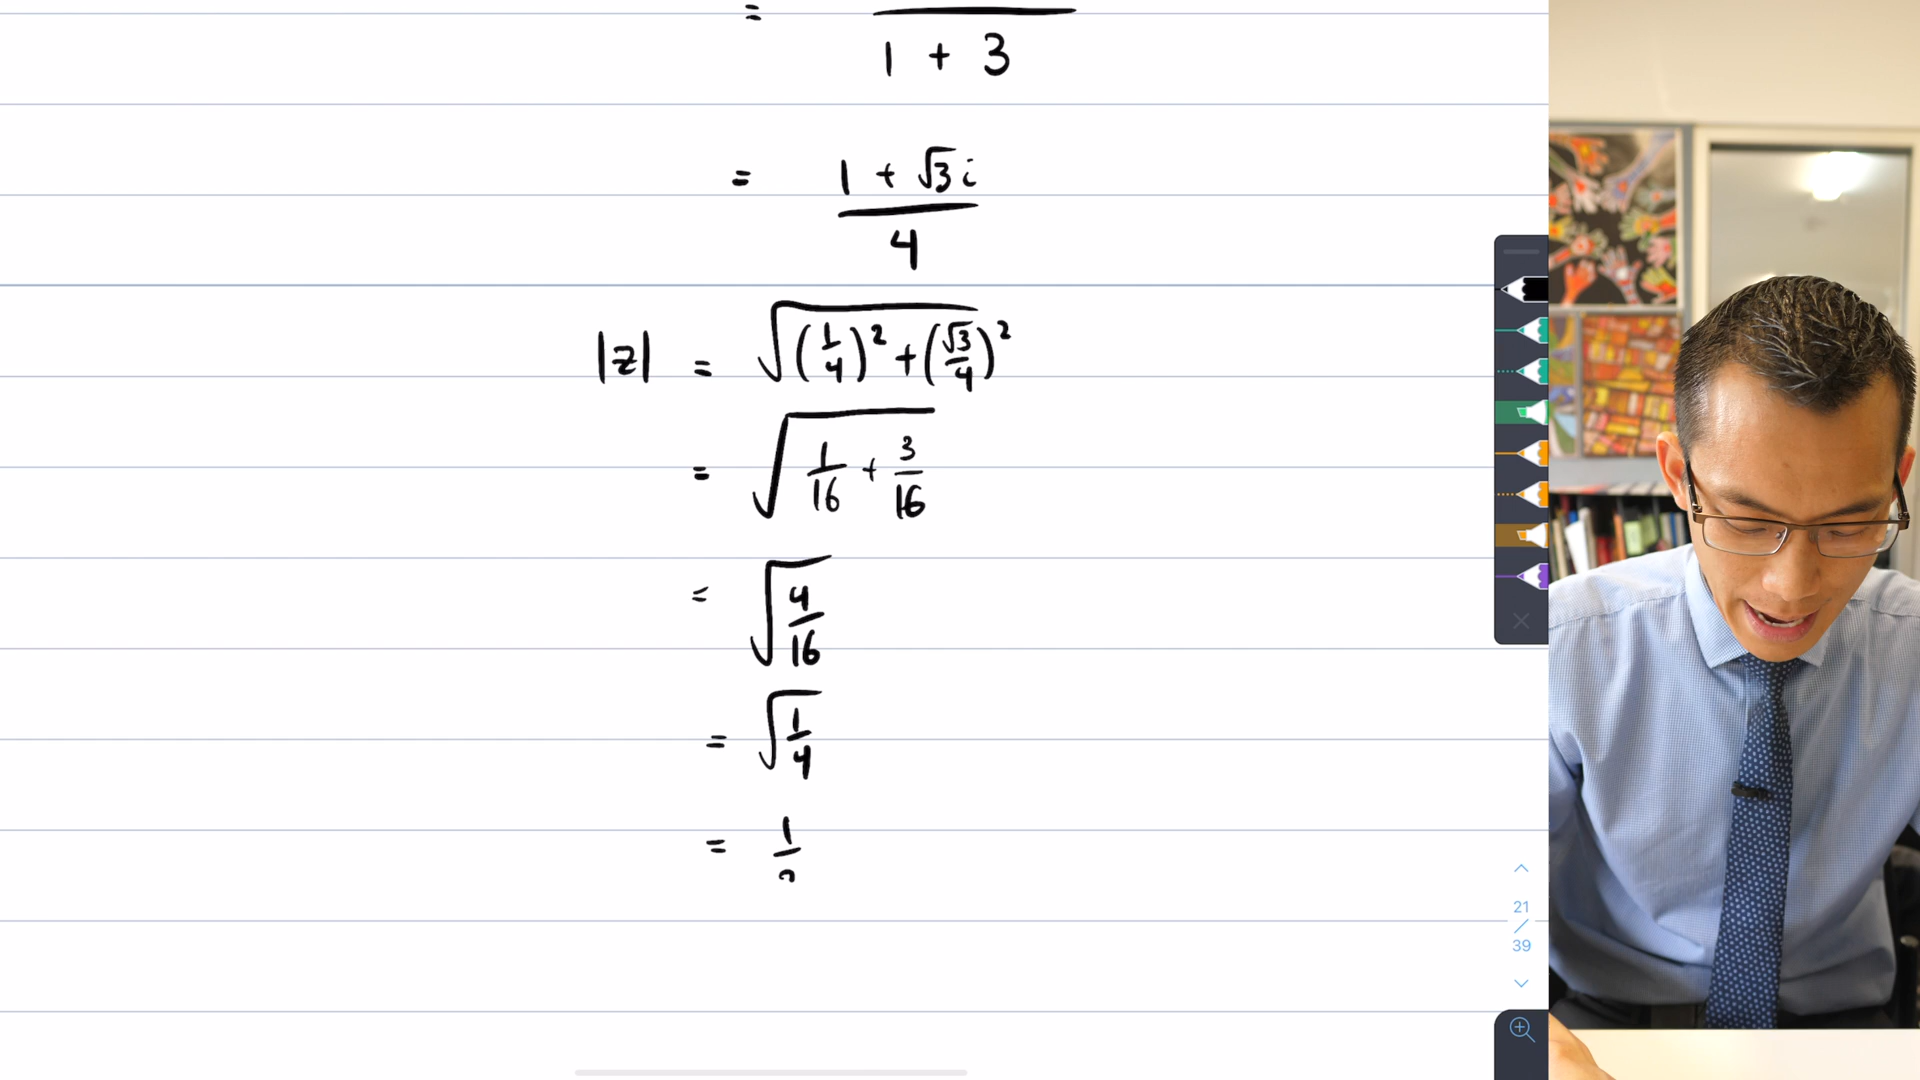 =
1 + 3
= 1 + √3 i
4
|z| = √(1/4)² + (√3/4)²
= √1/16 + 3/16
= √4/16
= √1/4
= 1
21
/
39